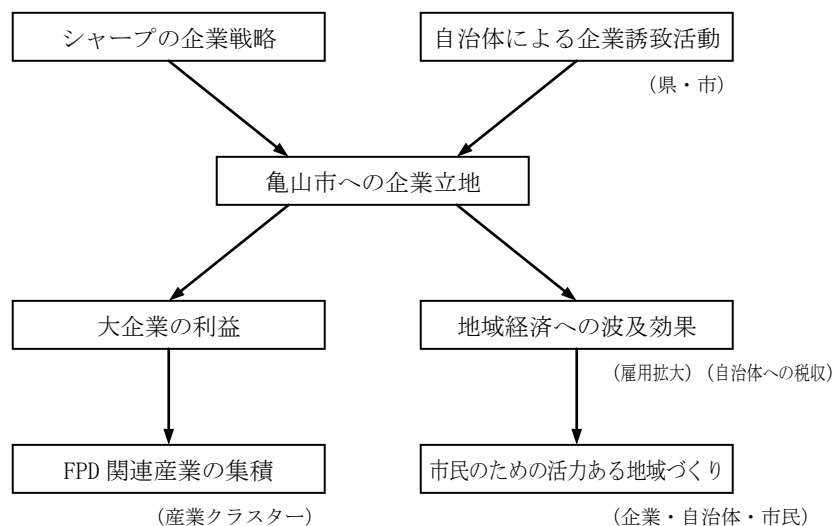 シャープの企業戦略
自治体による企業誘致活動
（県・市）
亀山市への企業立地
大企業の利益
地域経済への波及効果
（雇用拡大）（自治体への税収）
FPD 関連産業の集積
市民のための活力ある地域づくり
（産業クラスター）
（企業・自治体・市民）